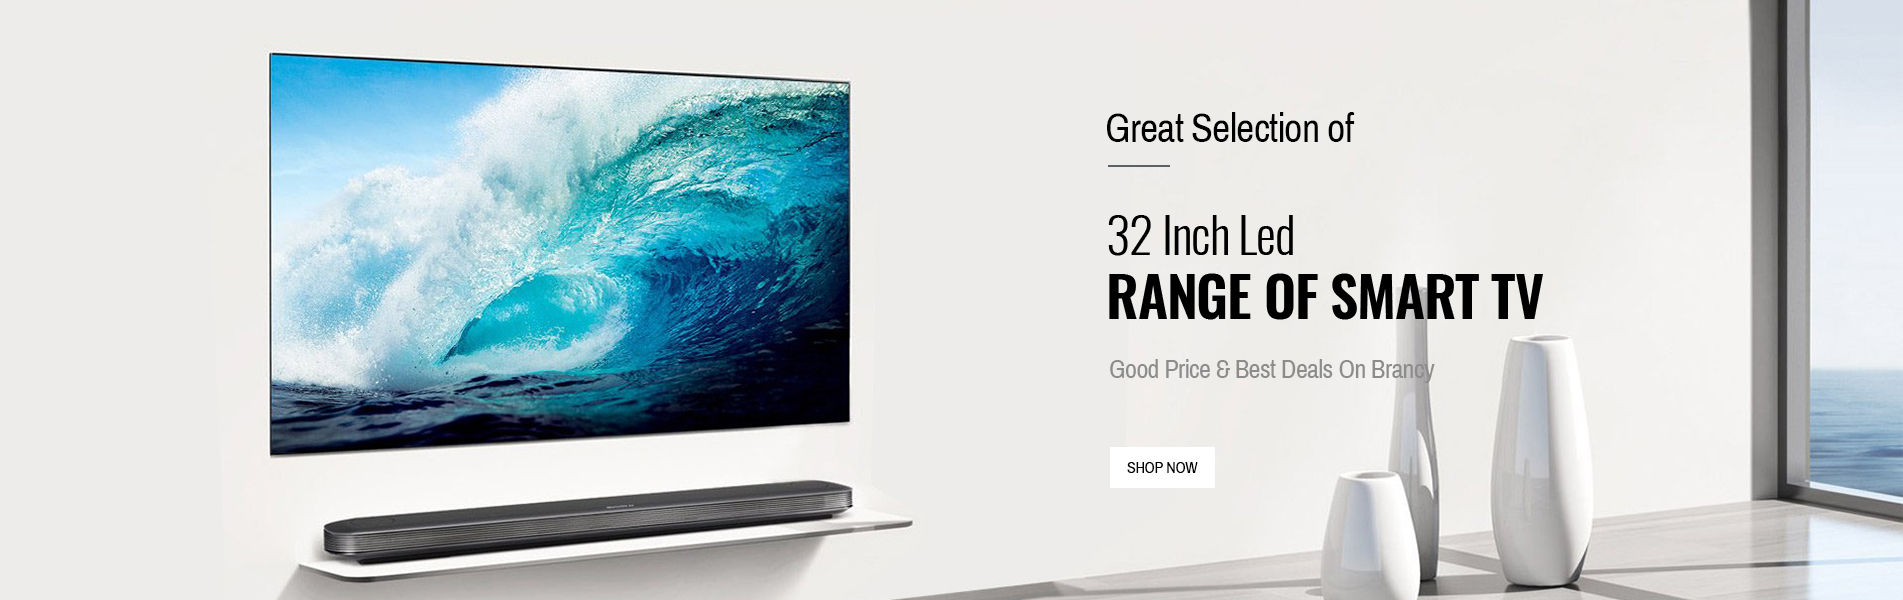 Great Selection of
32 Inch Led
RANGE OF SMART TV
Good Price & Best Deals On Brancy
SHOP NOW